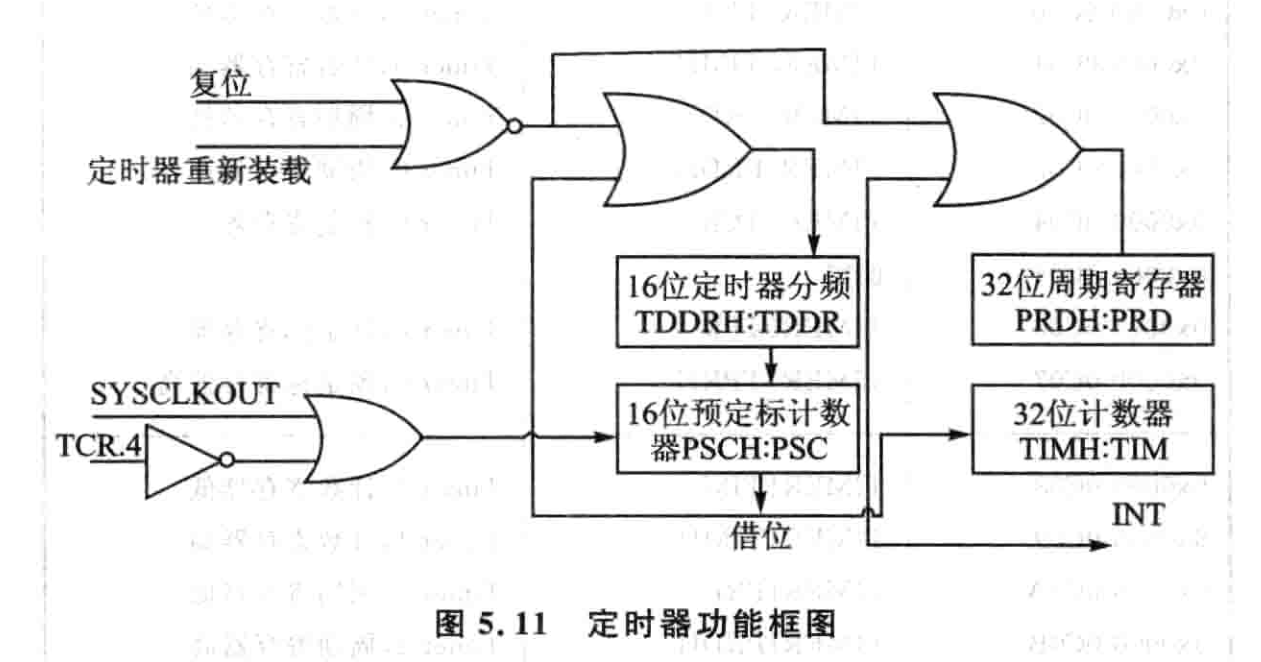 复位
定时器重新装载
16位定时器分频
TDDRH:TDDR
32位周期寄存器
PRDH:PRD
SYSCLKOUT
TCR.4
16位预定标计数
器PSCH:PSC
32位计数器
TIMH:TIM
借位
INT
图 5.11 定时器功能框图